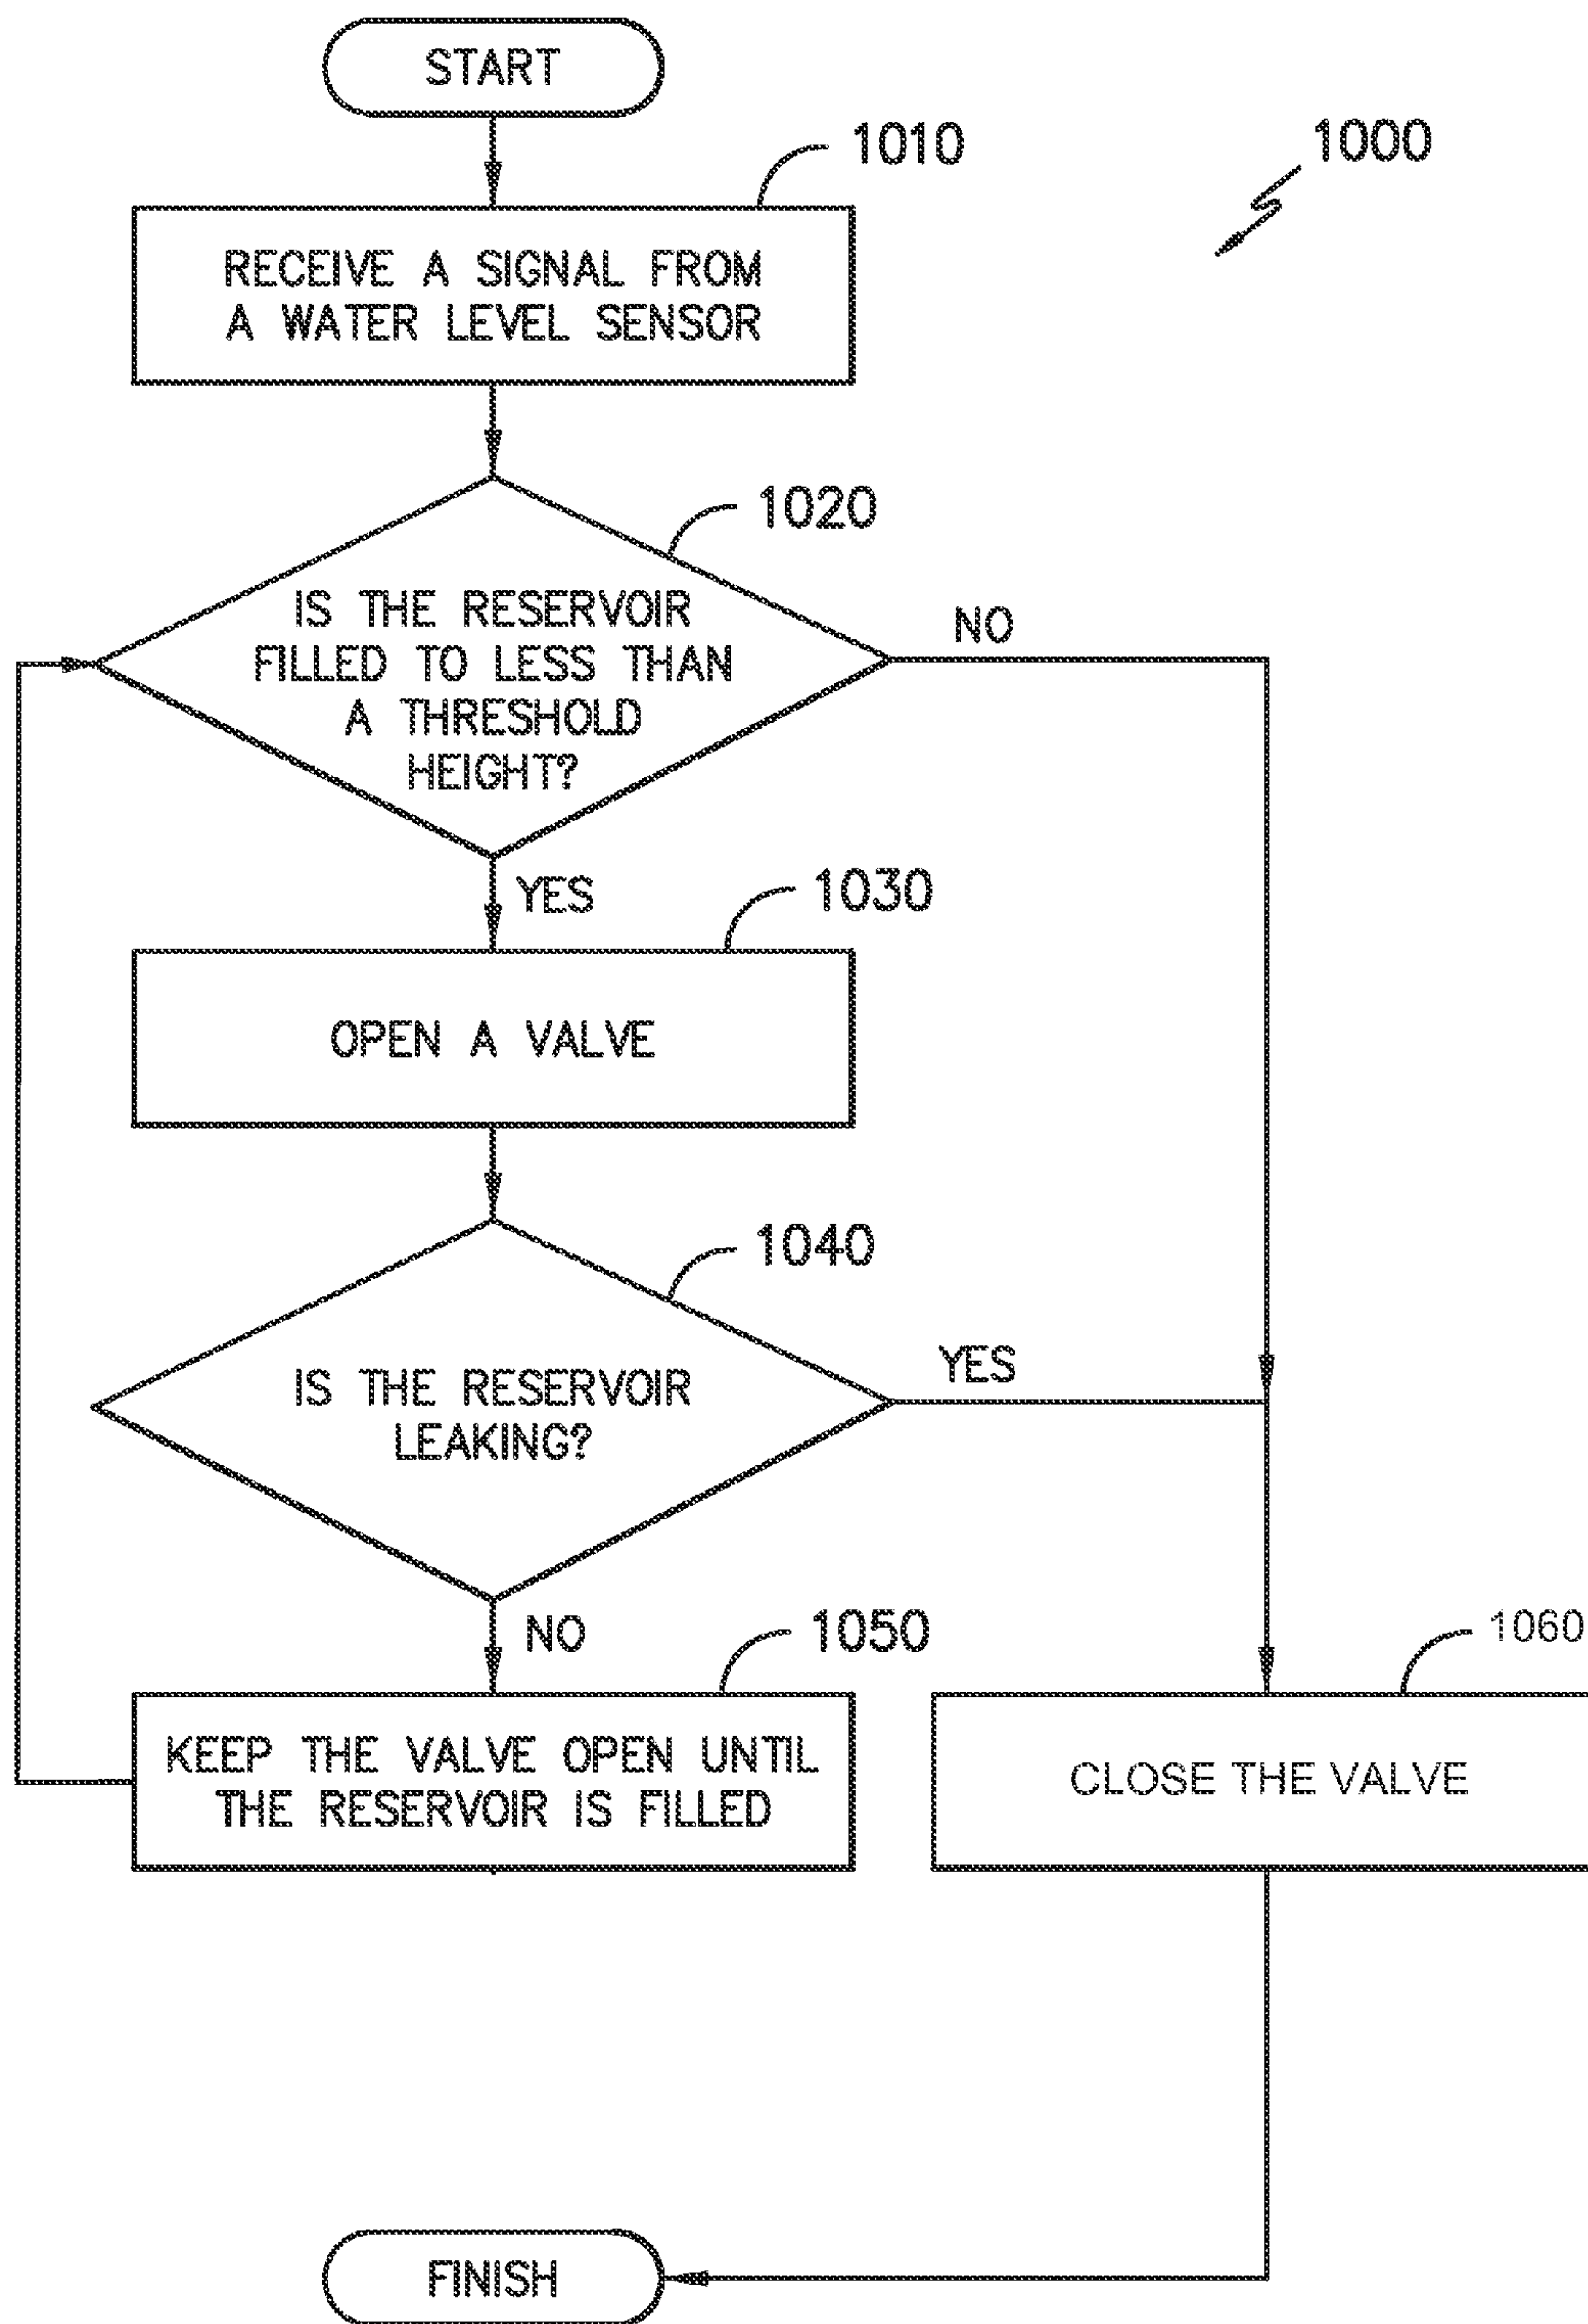 START
1010
1000
RECEIVE A SIGNAL FROM
A WATER LEVEL SENSOR
1020
IS THE RESERVOIR
FILLED TO LESS THAN
A THRESHOLD
HEIGHT?
NO
YES
1030
OPEN A VALVE
1040
IS THE RESERVOIR
LEAKING?
YES
NO
1050
1060
KEEP THE VALVE OPEN UNTIL
THE RESERVOIR IS FILLED
CLOSE THE VALVE
FINISH